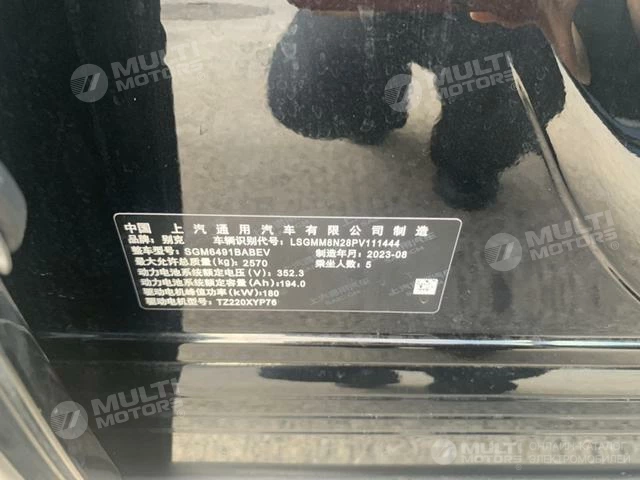 MULTI MOTORS
MULTI MOTORS
中国 上汽通用汽车有限公司制造
品牌: 别克 车辆识别代号: LSGMM8N28PV111444
整车型号: SGM6491BABEV 制造年月: 2023-08
最大允许总质量(kg): 2570 乘坐人数: 5
动力电池系统额定电压(V): 352.3
动力电池系统额定容量(Ah): 194.0
驱动电机峰值功率(kW): 180
驱动电机型号: TZ220XYP76
MULTI MOTORS
MULTI MOTORS
ЭЛЕКТРОМОБИЛЕЙ